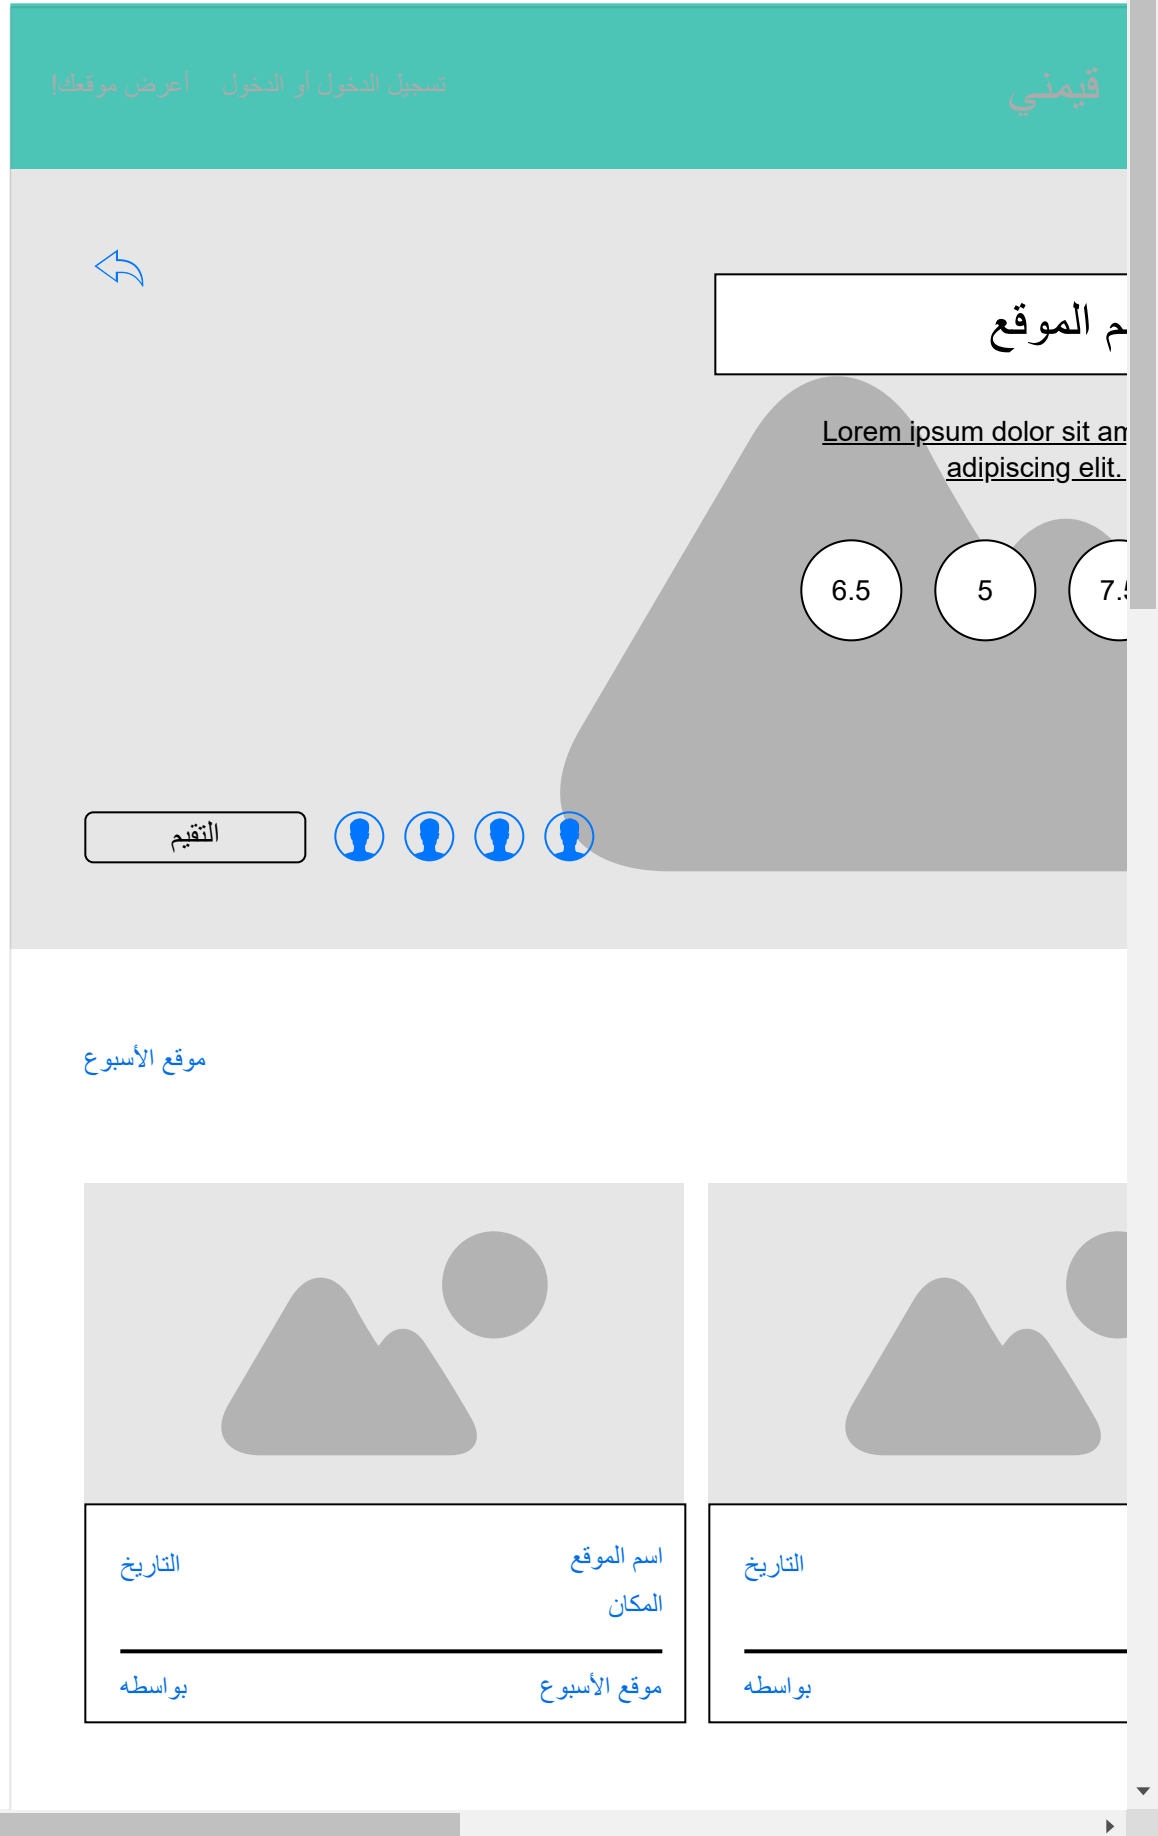 قيمني
تسجيل الدخول أو الدخول
أعرض موقعك!
الموقع
Lorem ipsum dolor sit
adipiscing elit.
6.5
5
التقيم
موقع الأسبوع
اسم الموقع
التاريخ
المكان
موقع الأسبوع
بواسطه
التاريخ
بواسطه